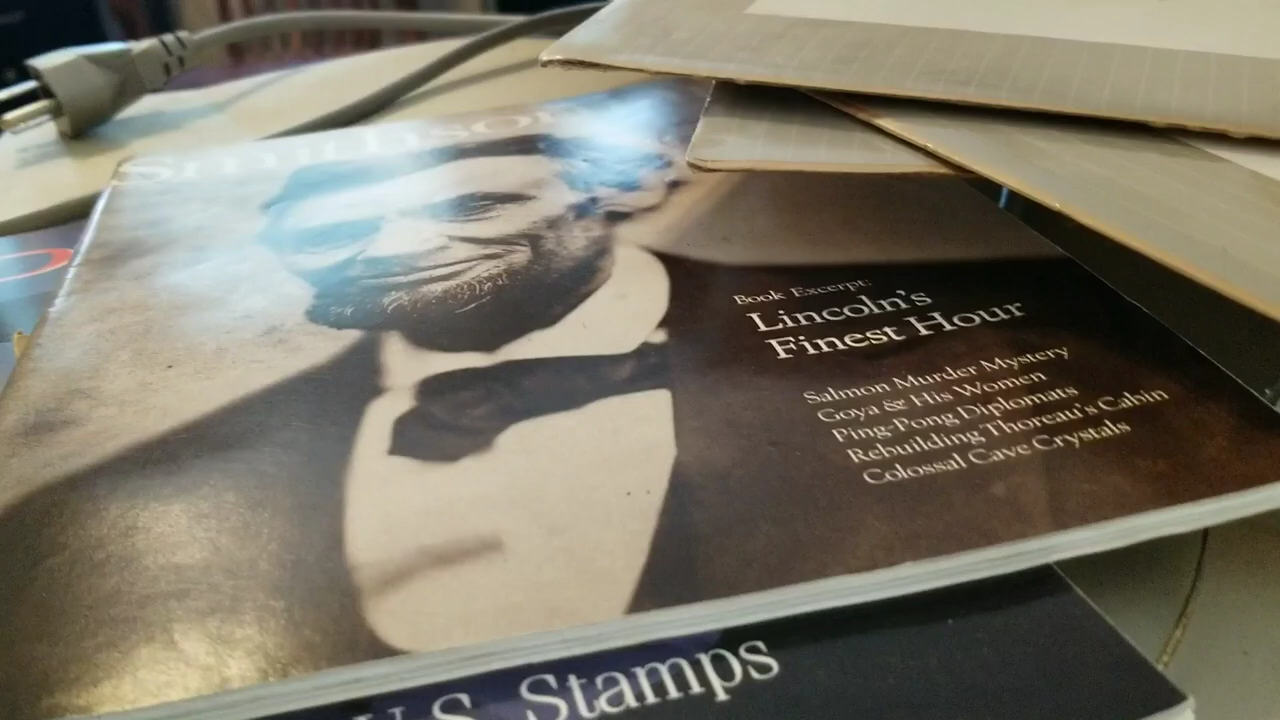 Smithsonian
Book Excerpt:
Lincoln's
Finest Hour
Salmon Murder Mystery
Goya & His Women
Ping-Pong Diplomats
Rebuilding Thoreau's Cabin
Colossal Cave Crystals
U.S. Stamps